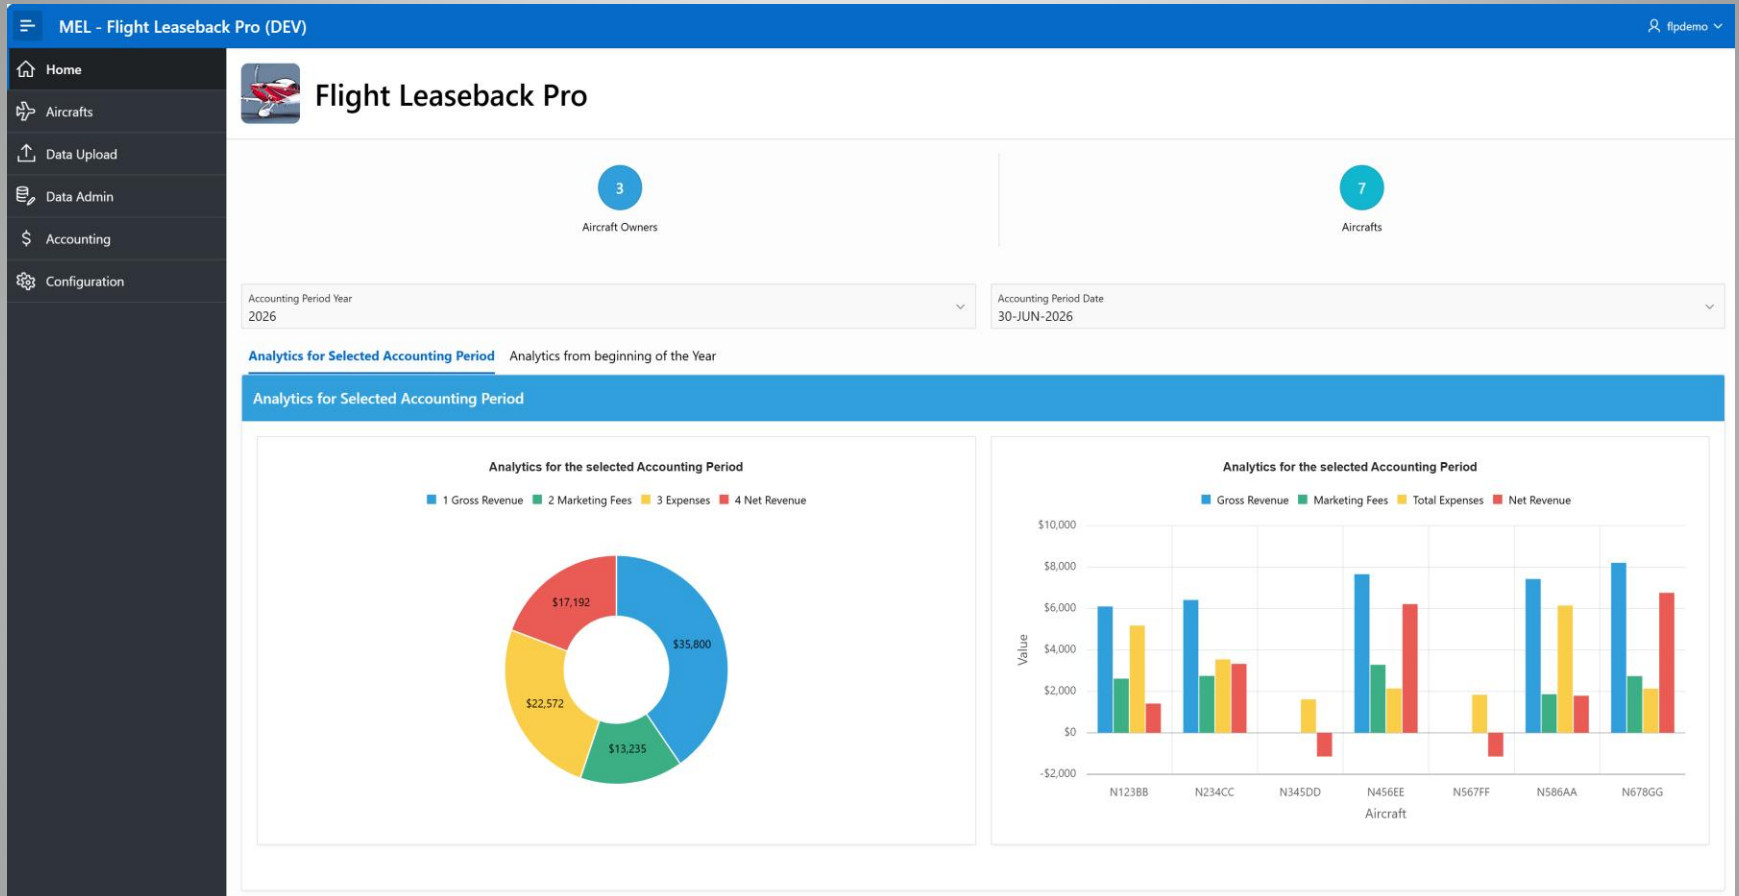 MEL - Flight Leaseback Pro (DEV)
flpdemo
Home
Aircrafts
Data Upload
Data Admin
Accounting
Configuration
Flight Leaseback Pro
3
Aircraft Owners
7
Aircrafts
Accounting Period Year
2026
Accounting Period Date
30-JUN-2026
Analytics for Selected Accounting Period
Analytics from beginning of the Year
Analytics for Selected Accounting Period
Analytics for the selected Accounting Period
1 Gross Revenue 2 Marketing Fees 3 Expenses 4 Net Revenue
$17,192
$35,800
$22,572
$13,235
Analytics for the selected Accounting Period
Gross Revenue Marketing Fees Total Expenses Net Revenue
$10,000
$8,000
$6,000
$4,000
$2,000
$0
-$2,000
Value
N123BB N234CC N345DD N456EE N567FF N586AA N678GG
Aircraft